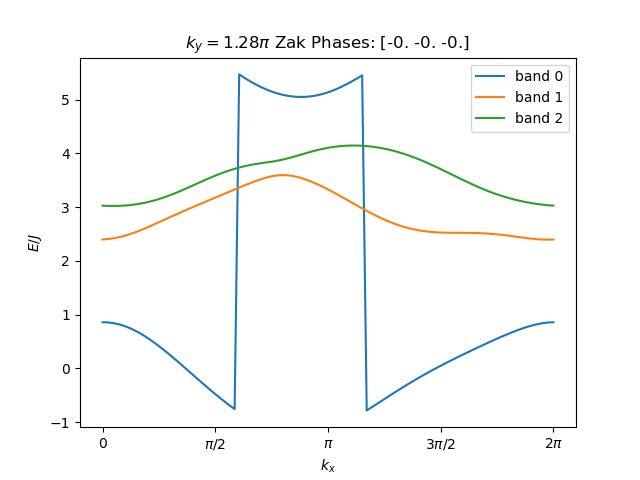 k_y = 1.28π Zak Phases: [-0. -0. -0.]
band 0
band 1
band 2
E/J
5
4
3
2
1
0
−1
0
π/2
π
3π/2
2π
k_x